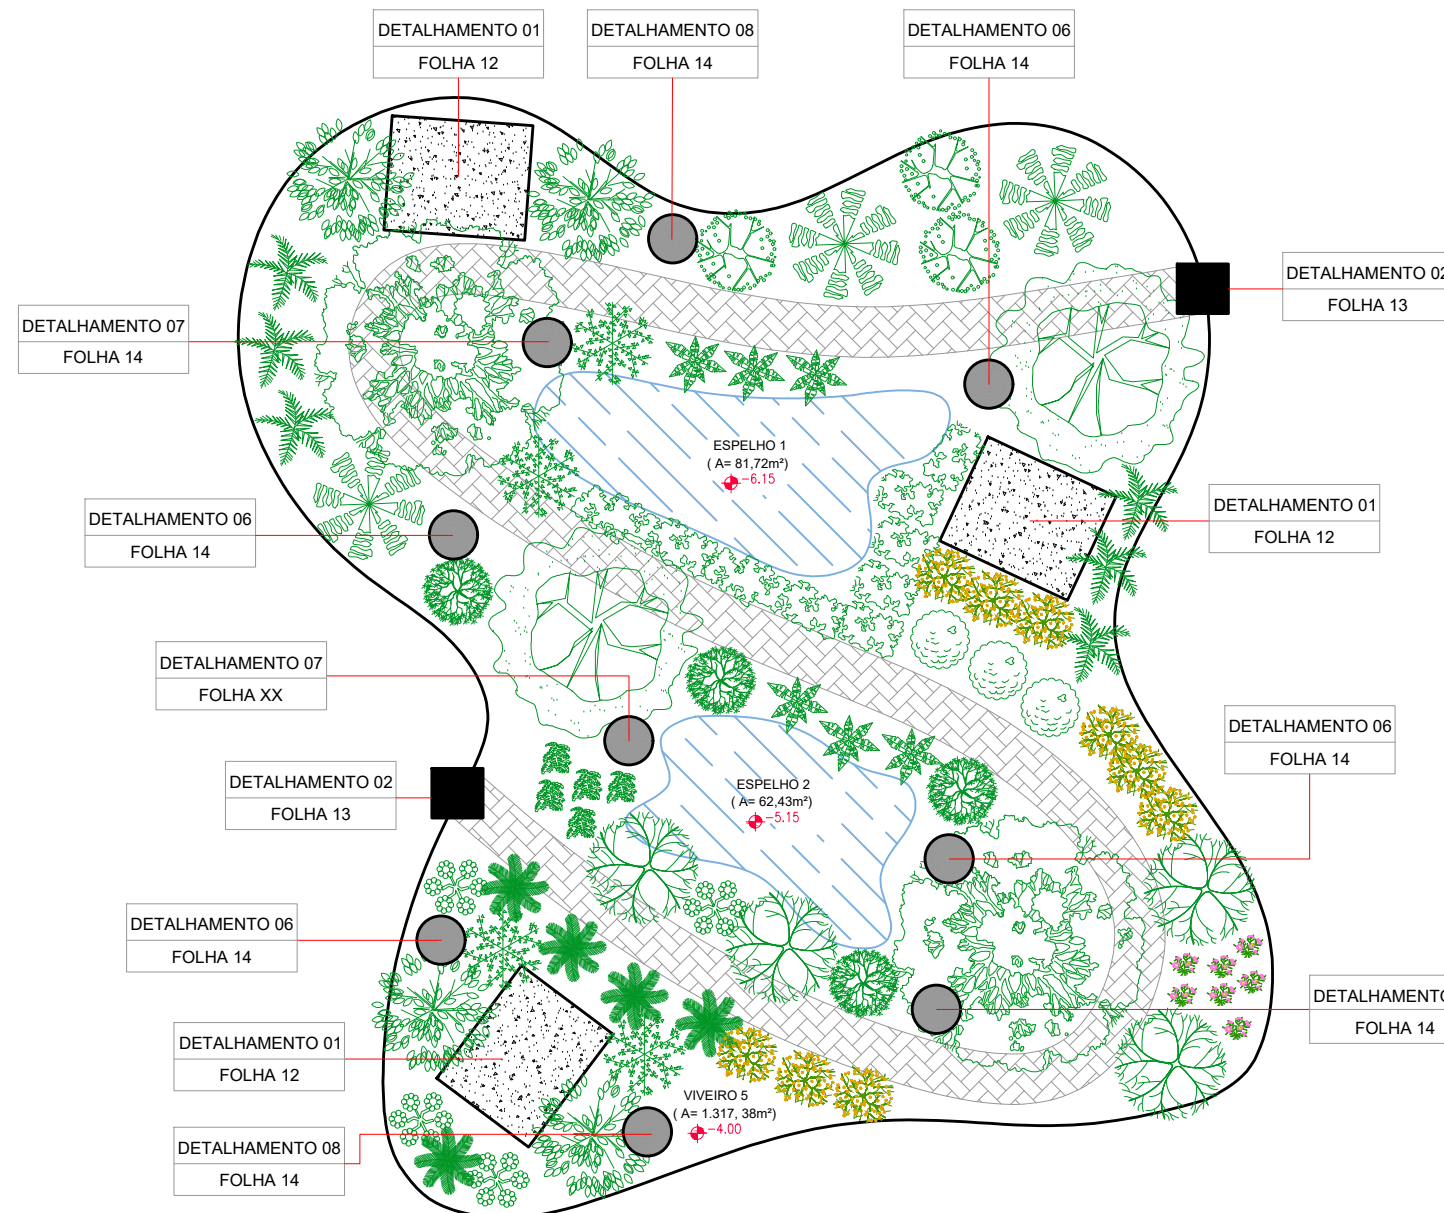 DETALHAMENTO 01
FOLHA 12
DETALHAMENTO 08
FOLHA 14
DETALHAMENTO 06
FOLHA 14
DETALHAMENTO 02
FOLHA 13
DETALHAMENTO 07
FOLHA 14
ESPELHO 1
( A= 81,72m²)
-6.15
DETALHAMENTO 01
FOLHA 12
DETALHAMENTO 06
FOLHA 14
DETALHAMENTO 07
FOLHA XX
DETALHAMENTO 06
FOLHA 14
DETALHAMENTO 02
FOLHA 13
ESPELHO 2
( A= 62,43m²)
-5.15
DETALHAMENTO 06
FOLHA 14
DETALHAMENTO
FOLHA 14
DETALHAMENTO 01
FOLHA 12
VIVEIRO 5
( A= 1.317, 38m²)
-4.00
DETALHAMENTO 08
FOLHA 14